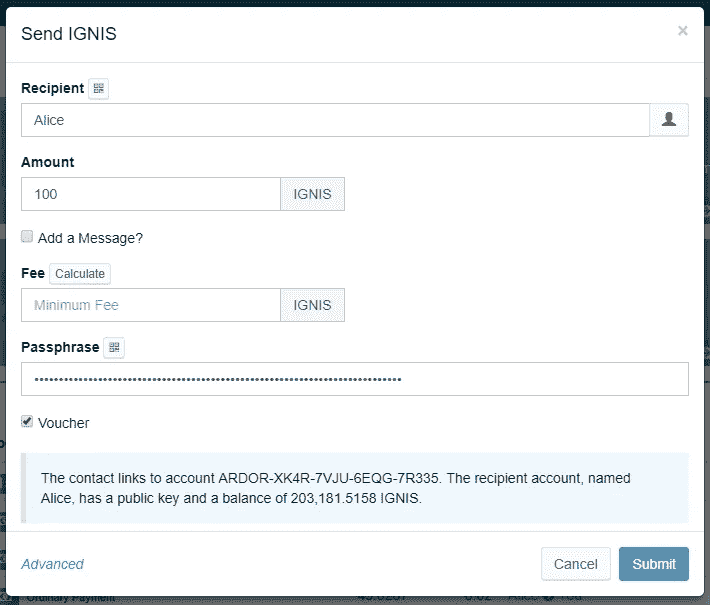 Send IGNIS
×
Recipient
Alice
Amount
100 IGNIS
Add a Message?
Fee Calculate
Minimum Fee IGNIS
Passphrase
Voucher
The contact links to account ARDOR-XK4R-7VJU-6EQG-7R335. The recipient account, named
Alice, has a public key and a balance of 203,181.5158 IGNIS.
Advanced Cancel Submit
Ordinary Payment